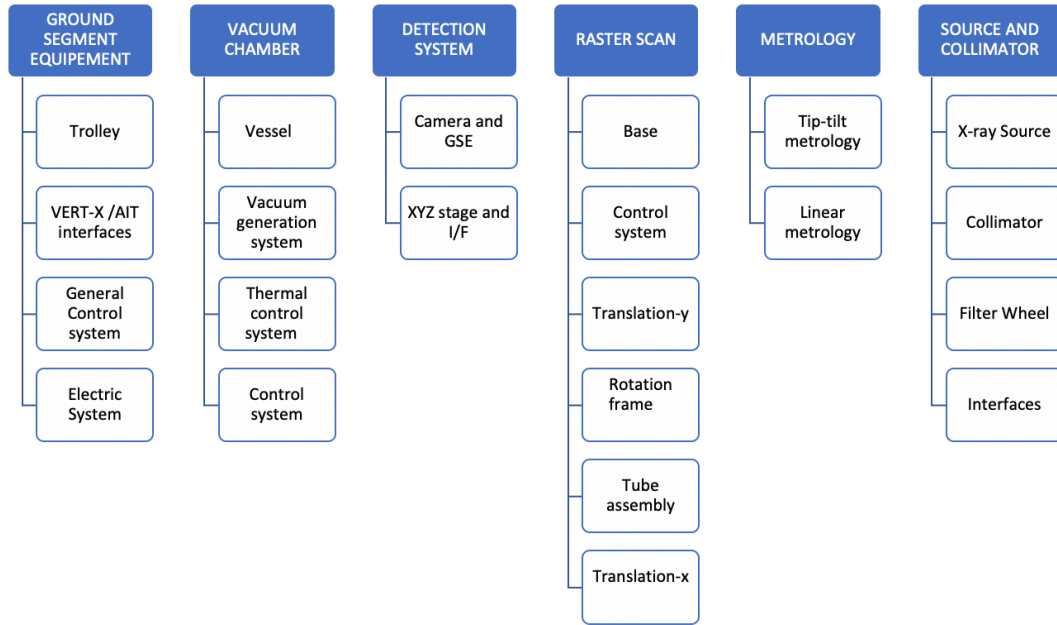 GROUND
SEGMENT
EQUIPEMENT
Trolley
VERT-X /AIT
interfaces
General
Control
system
Electric
System
VACUUM
CHAMBER
Vessel
Vacuum
generation
system
Thermal
control
system
Control
system
DETECTION
SYSTEM
Camera and
GSE
XYZ stage and
I/F
RASTER SCAN
Base
Control
system
Translation-y
Rotation
frame
Tube
assembly
Translation-x
METROLOGY
Tip-tilt
metrology
Linear
metrology
SOURCE AND
COLLIMATOR
X-ray Source
Collimator
Filter Wheel
Interfaces